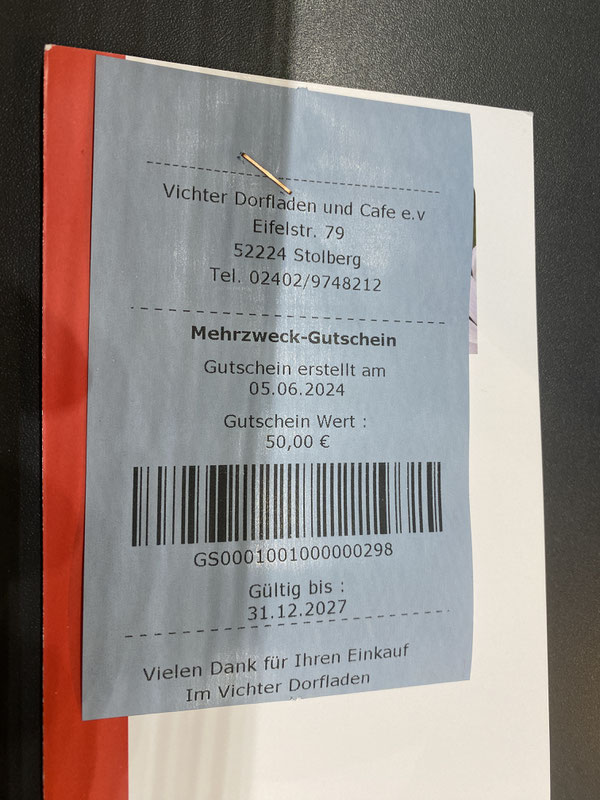 Vichter Dorfladen und Cafe e.v
Eifelstr. 79
52224 Stolberg
Tel. 02402/9748212
Mehrzweck-Gutschein
Gutschein erstellt am
05.06.2024
Gutschein Wert :
50,00 €
GS0001001000000298
Gültig bis :
31.12.2027
Vielen Dank für Ihren Einkauf
Im Vichter Dorfladen